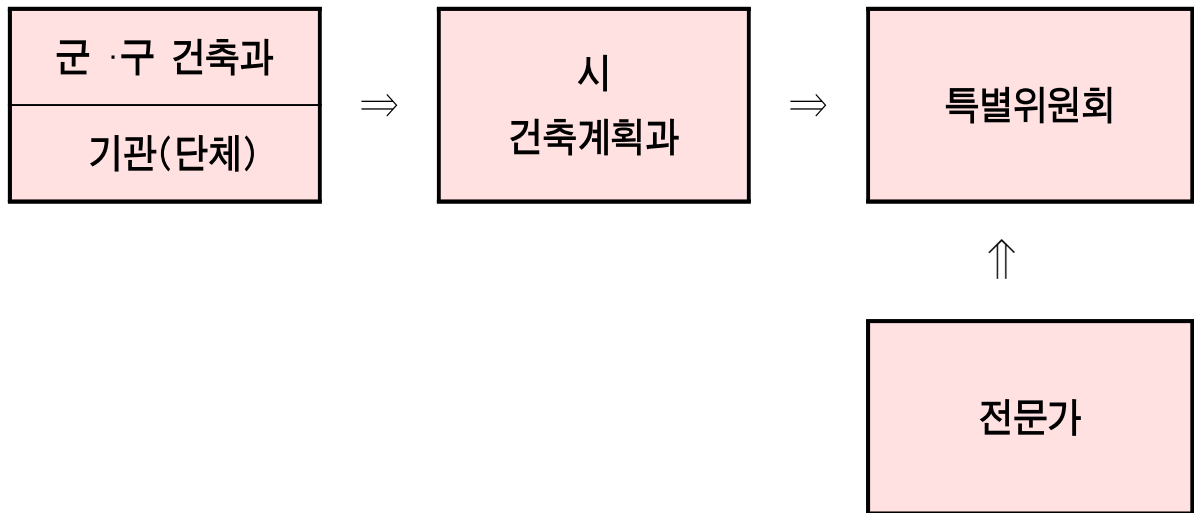 군 ·구 건축과
기관(단체)
⇒
시
건축계획과
⇒
특별위원회
⇑
전문가